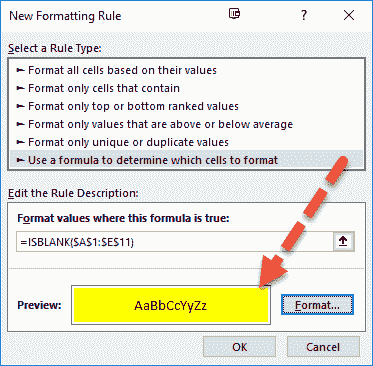 New Formatting Rule
?
Select a Rule Type:
► Format all cells based on their values
► Format only cells that contain
► Format only top or bottom ranked values
► Format only values that are above or below average
► Format only unique or duplicate values
► Use a formula to determine which cells to format
Edit the Rule Description:
Format values where this formula is true:
=ISBLANK($A$1:$E$11)
Preview:
AaBbCcYyZz
Format...
OK
Cancel